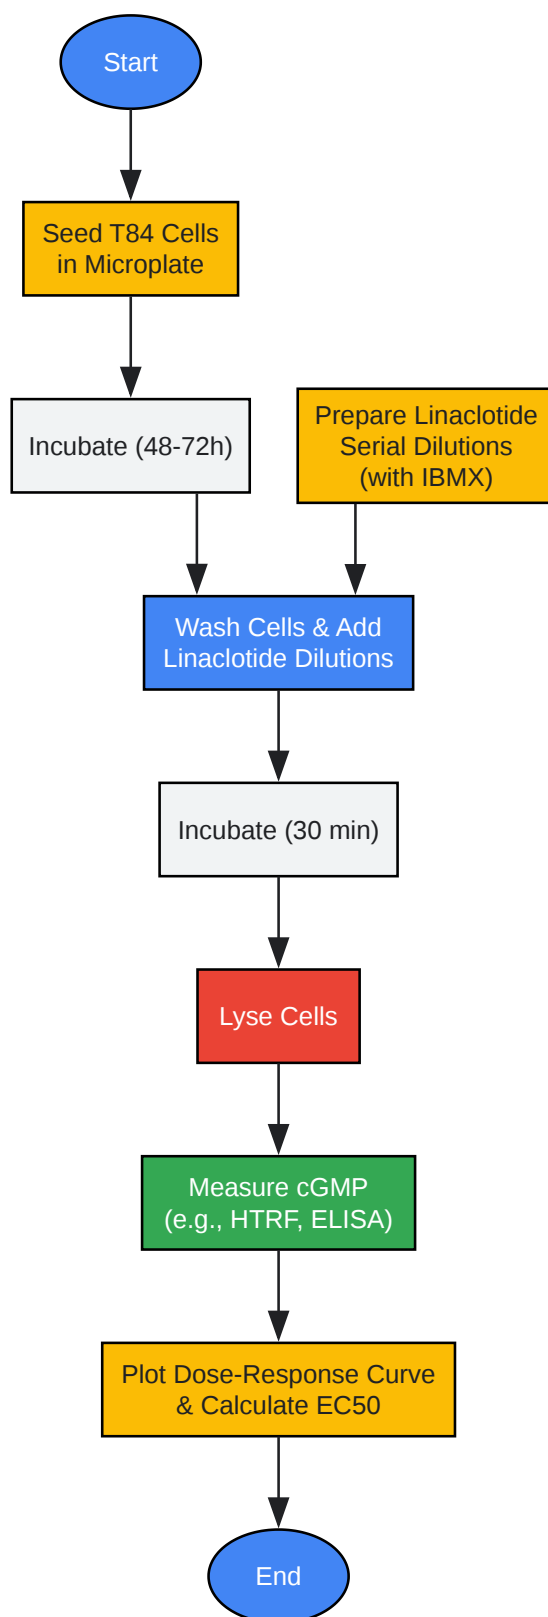 Start
Seed T84 Cells
in Microplate
Incubate (48-72h)
Prepare Linaclotide
Serial Dilutions
(with IBMX)
Wash Cells & Add
Linaclotide Dilutions
Incubate (30 min)
Lyse Cells
Measure cGMP
(e.g., HTRF, ELISA)
Plot Dose-Response Curve
& Calculate EC50
End